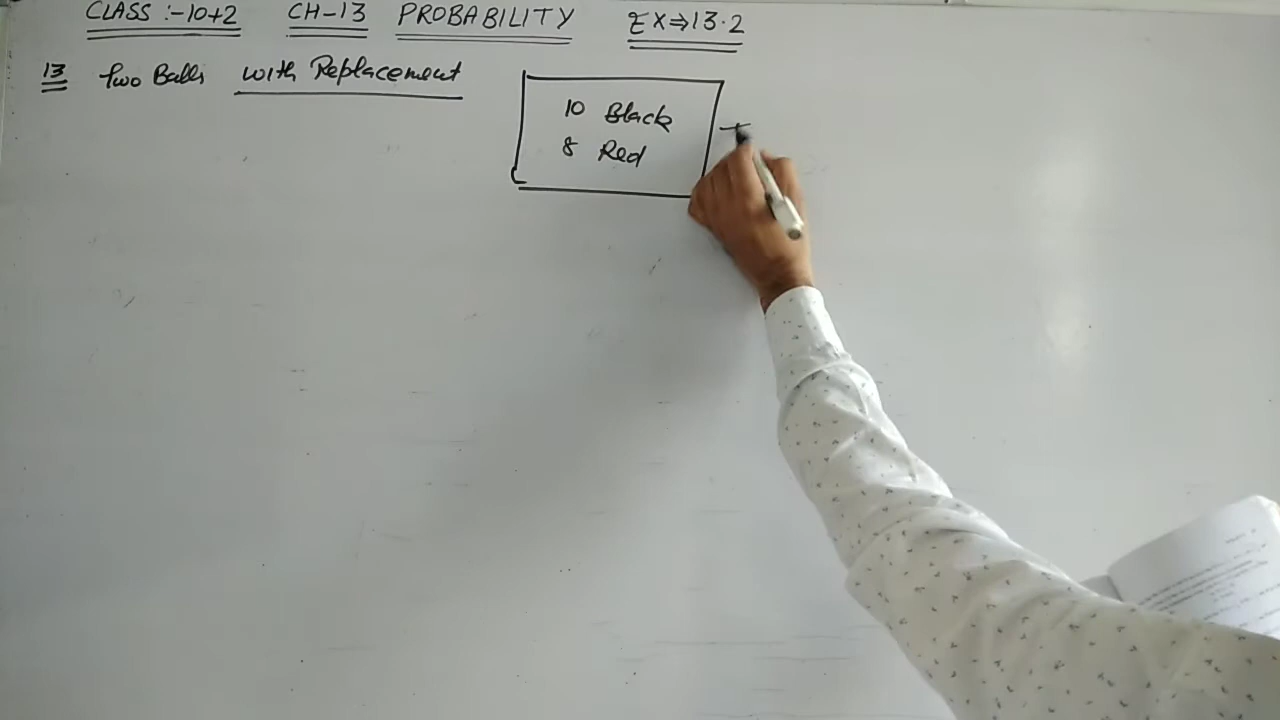 CLASS :- 10+2 CH-13 PROBABILITY EX⇒13.2
13 Two Balls with Replacement
10 Black
8 Red